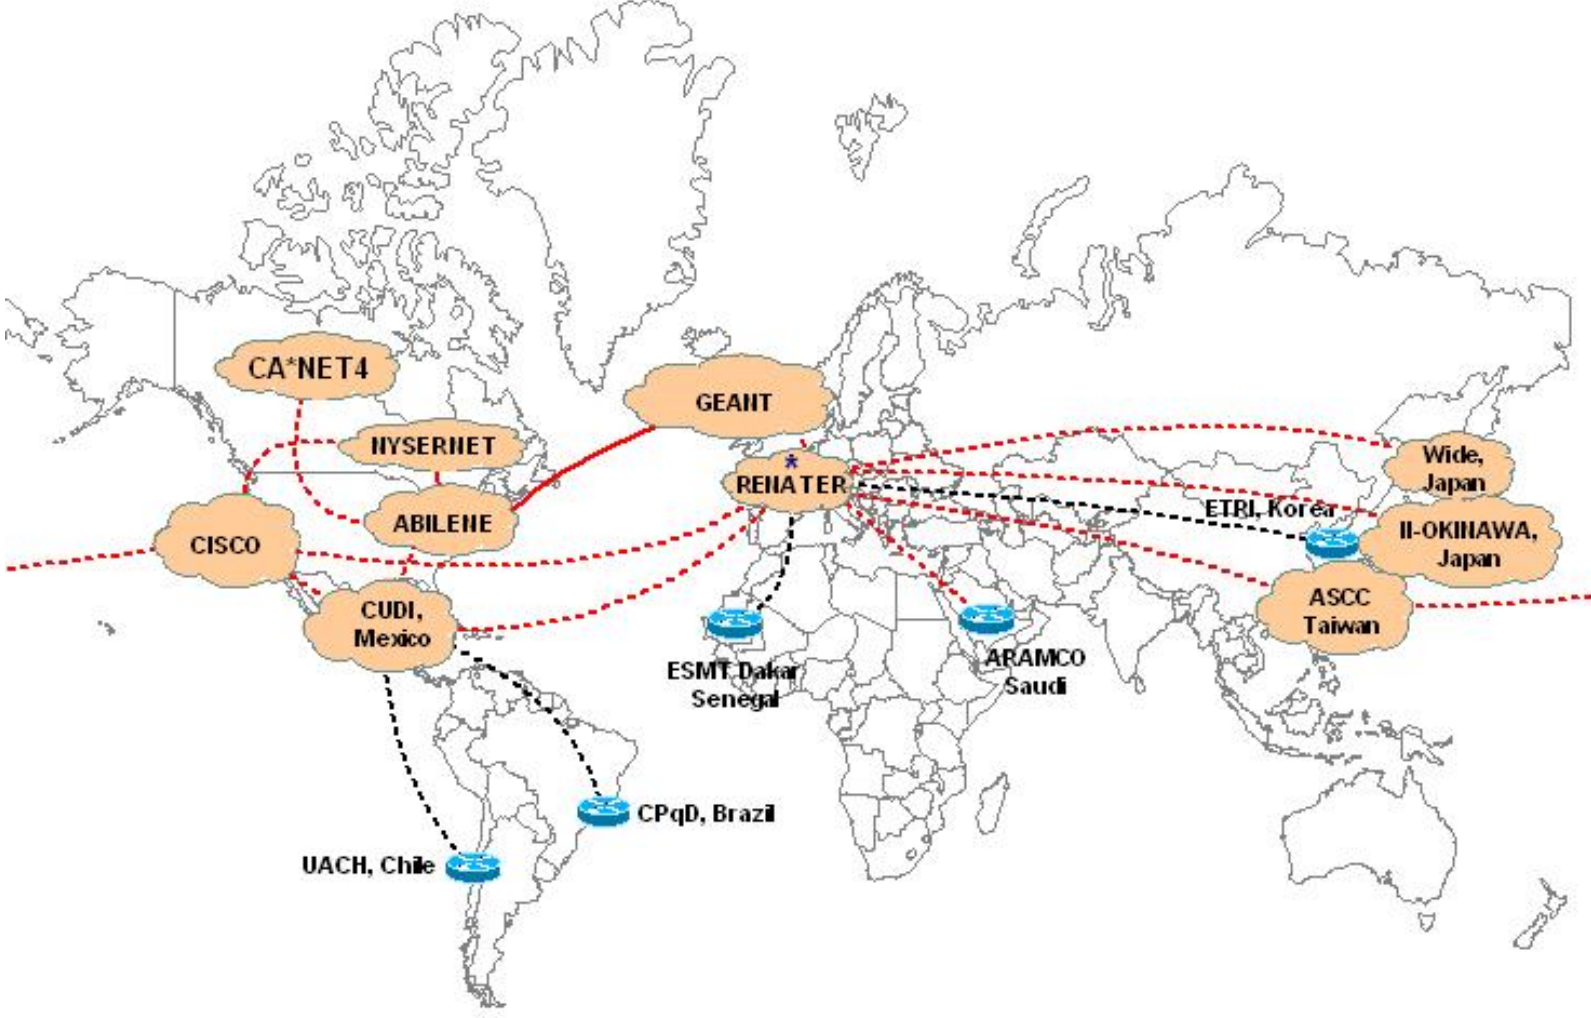 CA*NET4
GEANT
NYSERNET
*
RENATER
Wide,
Japan
ABILENE
ETRI, Korea
CISCO
II-OKINAWA,
Japan
CUDI,
Mexico
ASCC
Taiwan
ESMT Dakar
Senegal
ARAMCO
Saudi
CPqD, Brazil
UACH, Chile